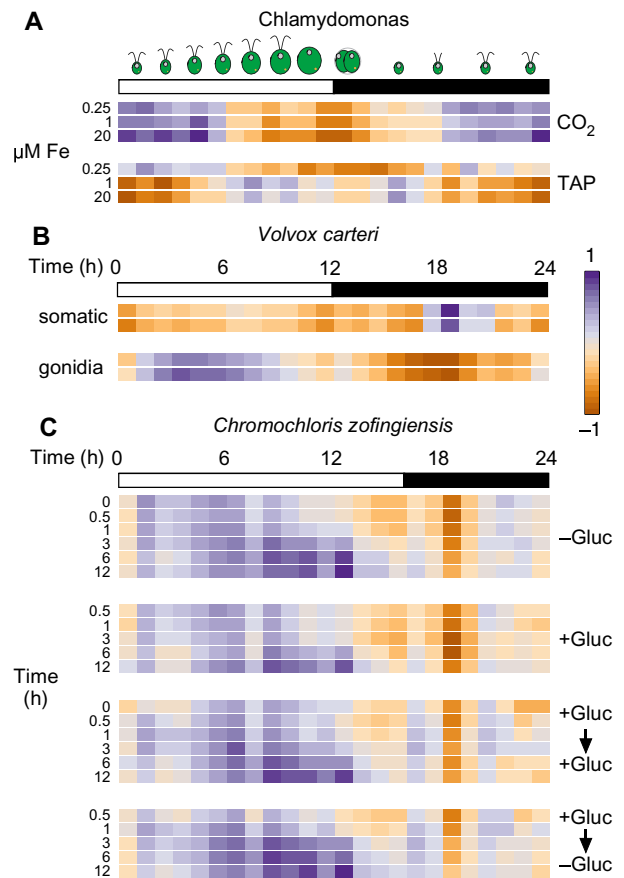 A
Chlamydomonas
0.25
1
20
CO2
µM Fe
0.25
1
20
TAP
B
Volvox carteri
Time (h)
0 6 12 18 24
1
–1
somatic
gonidia
C
Chromochloris zofingiensis
Time (h)
0 6 12 24
0
0.5
1
3
6
12
–Gluc
0.5
1
3
6
12
+Gluc
Time
(h)
0
0.5
1
3
6
12
+Gluc
+Gluc
0.5
1
3
6
12
+Gluc
–Gluc